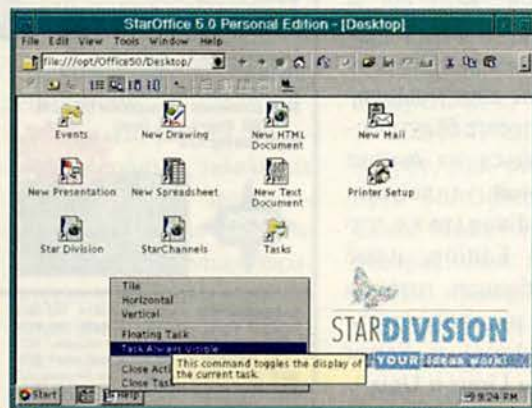 StarOffice 5.0 Personal Edition - [Desktop]
File Edit View Tools Window Help
file:///opt/Office50/Desktop/
Events
New Drawing
New HTML Document
New Mail
New Presentation
New Spreadsheet
New Text Document
Printer Setup
Star Division
StarChannels
Tasks
Tile
Horizontal
Vertical
Floating Task
Task Always Visible
This command toggles the display of
the current task.
Close
Close
STARDIVISION
YOUR ideas work!
Start
Help
9:24 PM